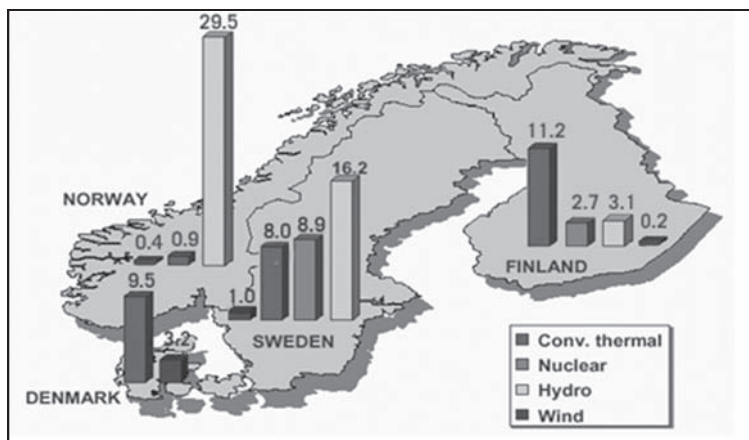 29.5
16.2
11.2
NORWAY
0.4
0.9
8.0
8.9
2.7
3.1
0.2
9.5
1.0
FINLAND
3.2
SWEDEN
DENMARK
Conv. thermal
Nuclear
Hydro
Wind